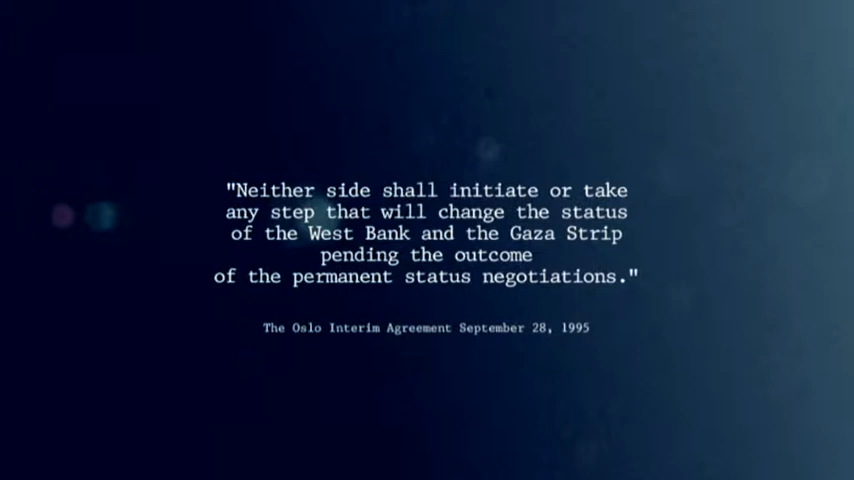 "Neither side shall initiate or take
any step that will change the status
of the West Bank and the Gaza Strip
pending the outcome
of the permanent status negotiations."
The Oslo Interim Agreement September 28, 1995